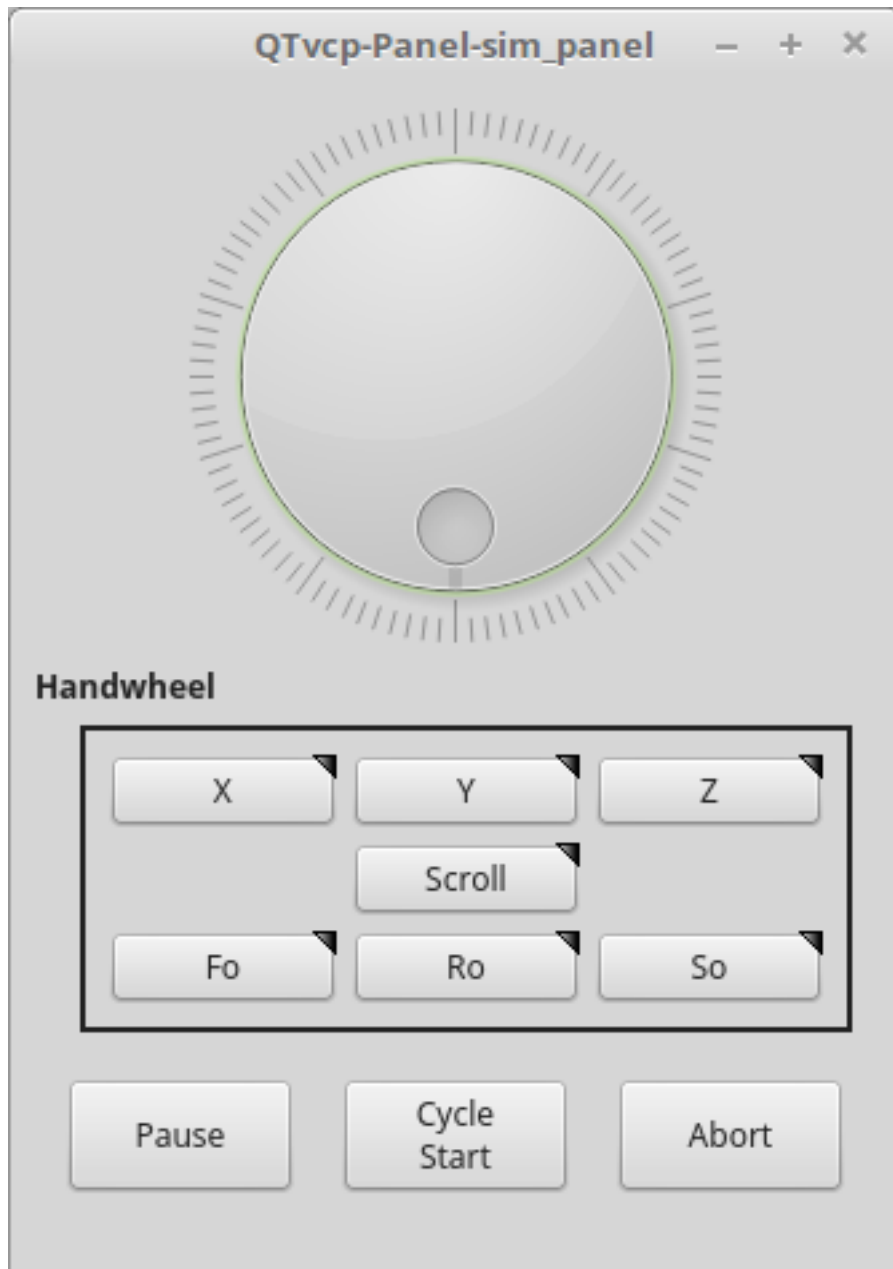 QTvcp-Panel-sim_panel
Handwheel
X
Y
Z
Scroll
Fo
Ro
So
Pause
Cycle
Start
Abort